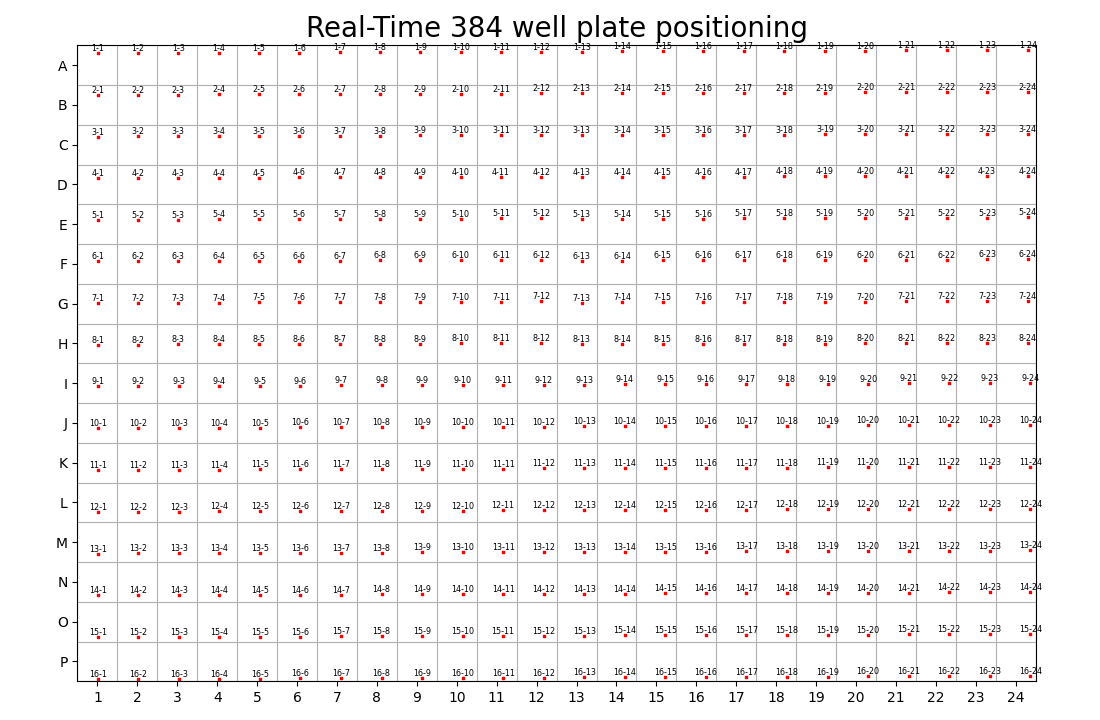 Real-Time 384 well plate positioning
1-1 1-2 1-3 1-4 1-5 1-6 1-7 1-8 1-9 1-10 1-11 1-12 1-13 1-14 1-15 1-16 1-17 1-18 1-19 1-20 1-21 1-22 1-23 1-24
A
2-1 2-2 2-3 2-4 2-5 2-6 2-7 2-8 2-9 2-10 2-11 2-12 2-13 2-14 2-15 2-16 2-17 2-18 2-19 2-20 2-21 2-22 2-23 2-24
B
3-1 3-2 3-3 3-4 3-5 3-6 3-7 3-8 3-9 3-10 3-11 3-12 3-13 3-14 3-15 3-16 3-17 3-18 3-19 3-20 3-21 3-22 3-23 3-24
C
4-1 4-2 4-3 4-4 4-5 4-6 4-7 4-8 4-9 4-10 4-11 4-12 4-13 4-14 4-15 4-16 4-17 4-18 4-19 4-20 4-21 4-22 4-23 4-24
D
5-1 5-2 5-3 5-4 5-5 5-6 5-7 5-8 5-9 5-10 5-11 5-12 5-13 5-14 5-15 5-16 5-17 5-18 5-19 5-20 5-21 5-22 5-23 5-24
E
6-1 6-2 6-3 6-4 6-5 6-6 6-7 6-8 6-9 6-10 6-11 6-12 6-13 6-14 6-15 6-16 6-17 6-18 6-19 6-20 6-21 6-22 6-23 6-24
F
7-1 7-2 7-3 7-4 7-5 7-6 7-7 7-8 7-9 7-10 7-11 7-12 7-13 7-14 7-15 7-16 7-17 7-18 7-19 7-20 7-21 7-22 7-23 7-24
G
8-1 8-2 8-3 8-4 8-5 8-6 8-7 8-8 8-9 8-10 8-11 8-12 8-13 8-14 8-15 8-16 8-17 8-18 8-19 8-20 8-21 8-22 8-23 8-24
H
9-1 9-2 9-3 9-4 9-5 9-6 9-7 9-8 9-9 9-10 9-11 9-12 9-13 9-14 9-15 9-16 9-17 9-18 9-19 9-20 9-21 9-22 9-23 9-24
I
10-1 10-2 10-3 10-4 10-5 10-6 10-7 10-8 10-9 10-10 10-11 10-12 10-13 10-14 10-15 10-16 10-17 10-18 10-19 10-20 10-21 10-22 10-23 10-24
J
11-1 11-2 11-3 11-4 11-5 11-6 11-7 11-8 11-9 11-10 11-11 11-12 11-13 11-14 11-15 11-16 11-17 11-18 11-19 11-20 11-21 11-22 11-23 11-24
K
12-1 12-2 12-3 12-4 12-5 12-6 12-7 12-8 12-9 12-10 12-11 12-12 12-13 12-14 12-15 12-16 12-17 12-18 12-19 12-20 12-21 12-22 12-23 12-24
L
13-1 13-2 13-3 13-4 13-5 13-6 13-7 13-8 13-9 13-10 13-11 13-12 13-13 13-14 13-15 13-16 13-17 13-18 13-19 13-20 13-21 13-22 13-23 13-24
M
14-1 14-2 14-3 14-4 14-5 14-6 14-7 14-8 14-9 14-10 14-11 14-12 14-13 14-14 14-15 14-16 14-17 14-18 14-19 14-20 14-21 14-22 14-23 14-24
N
15-1 15-2 15-3 15-4 15-5 15-6 15-7 15-8 15-9 15-10 15-11 15-12 15-13 15-14 15-15 15-16 15-17 15-18 15-19 15-20 15-21 15-22 15-23 15-24
O
16-1 16-2 16-3 16-4 16-5 16-6 16-7 16-8 16-9 16-10 16-11 16-12 16-13 16-14 16-15 16-16 16-17 16-18 16-19 16-20 16-21 16-22 16-23 16-24
P
1 2 3 4 5 6 7 8 9 10 11 12 13 14 15 16 17 18 19 20 21 22 23 24